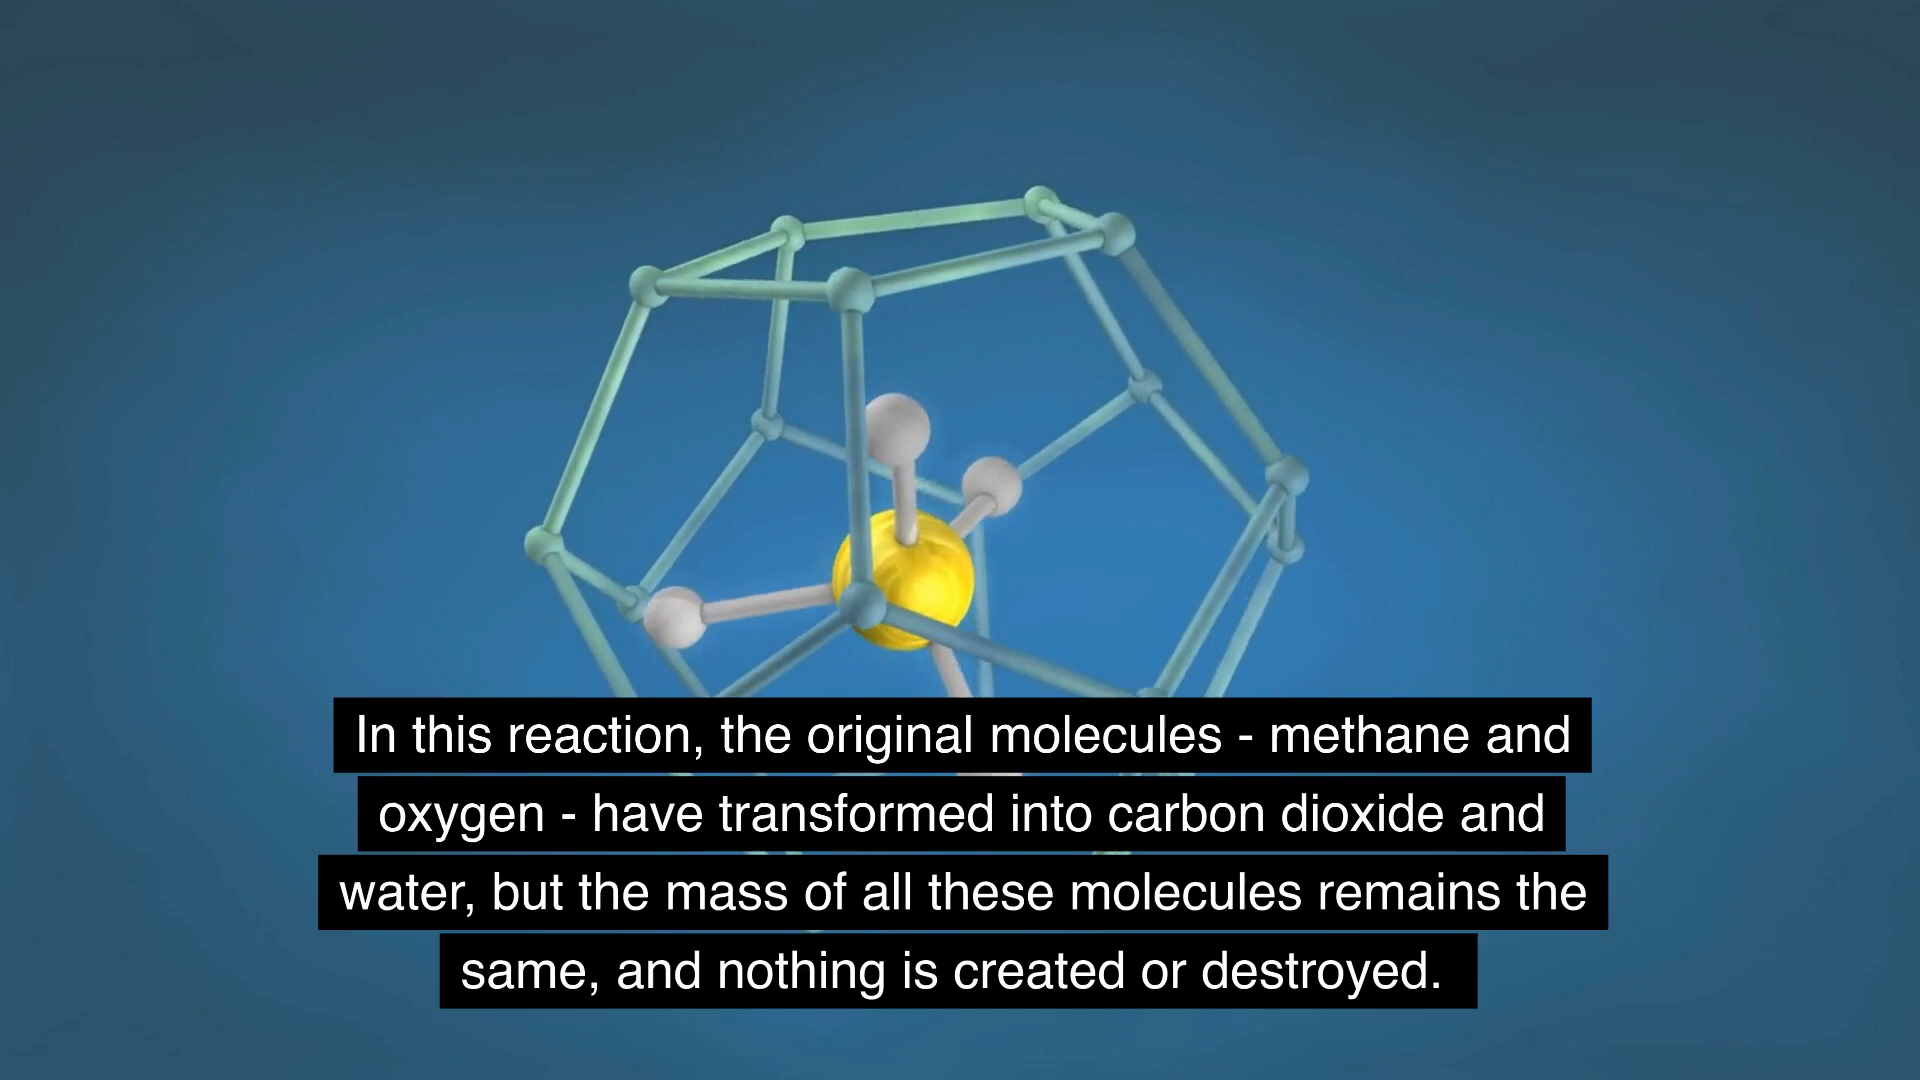 In this reaction, the original molecules - methane and
oxygen - have transformed into carbon dioxide and
water, but the mass of all these molecules remains the
same, and nothing is created or destroyed.